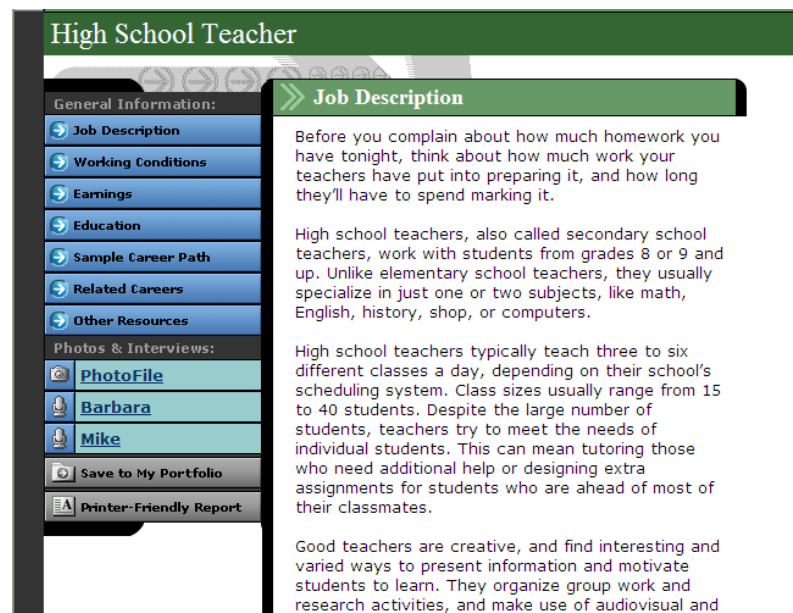 High School Teacher
General Information:
Job Description
Working Conditions
Earnings
Education
Sample Career Path
Related Careers
Other Resources
Photos & Interviews:
PhotoFile
Barbara
Mike
Save to My Portfolio
Printer-Friendly Report
Job Description
Before you complain about how much homework you
have tonight, think about how much work your
teachers have put into preparing it, and how long
they'll have to spend marking it.
High school teachers, also called secondary school
teachers, work with students from grades 8 or 9 and
up. Unlike elementary school teachers, they usually
specialize in just one or two subjects, like math,
English, history, shop, or computers.
High school teachers typically teach three to six
different classes a day, depending on their school's
scheduling system. Class sizes usually range from 15
to 40 students. Despite the large number of
students, teachers try to meet the needs of
individual students. This can mean tutoring those
who need additional help or designing extra
assignments for students who are ahead of most of
their classmates.
Good teachers are creative, and find interesting and
varied ways to present information and motivate
students to learn. They organize group work and
research activities, and make use of audiovisual and